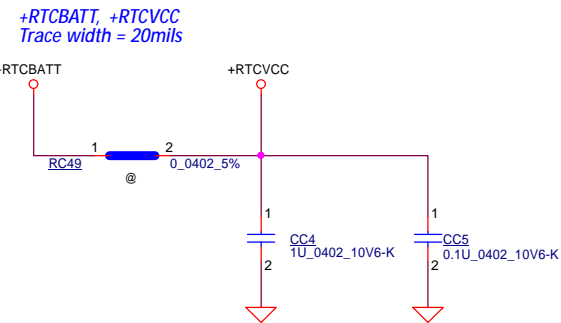 +RTCBATT, +RTCVCC
Trace width = 20mils
+RTCBATT
+RTCVCC
1
2
RC49
0_0402_5%
@
1
1
CC4
1U_0402_10V6-K
CC5
0.1U_0402_10V6-K
2
2